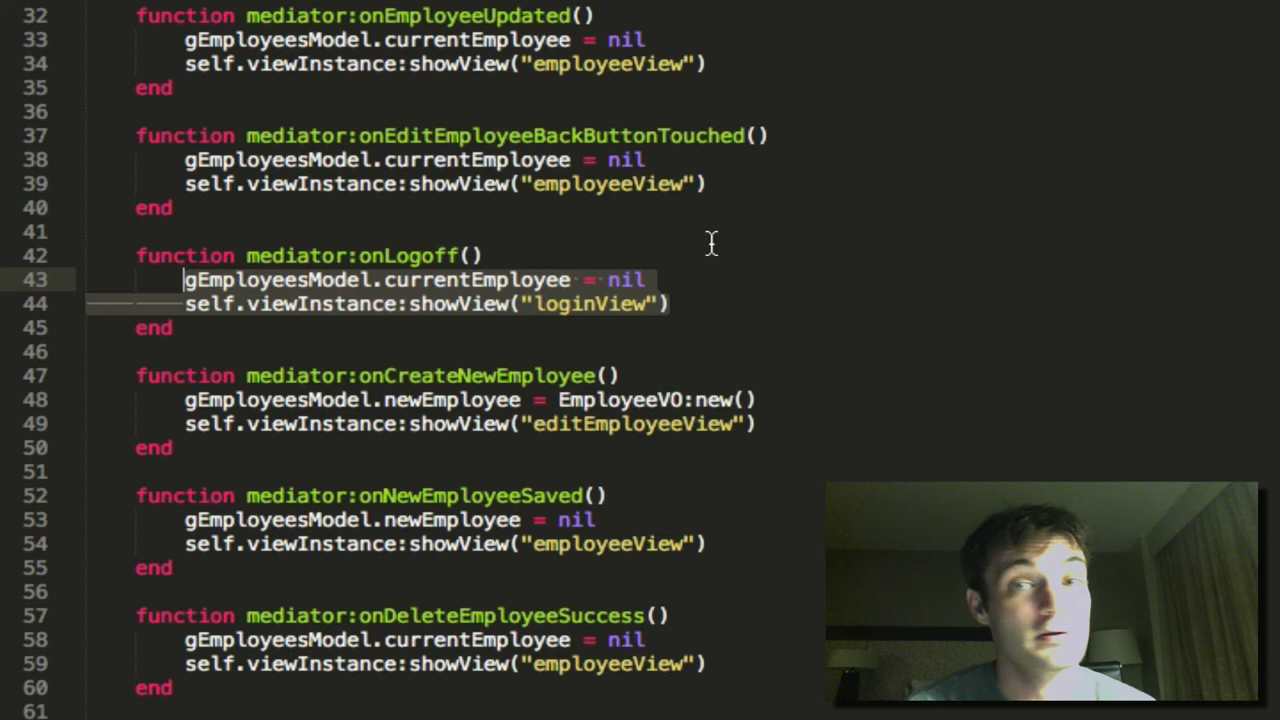 32 function mediator:onEmployeeUpdated()
33 gEmployeesModel.currentEmployee = nil
34 self.viewInstance:showView("employeeView")
35 end
36
37 function mediator:onEditEmployeeBackButtonTouched()
38 gEmployeesModel.currentEmployee = nil
39 self.viewInstance:showView("employeeView")
40 end
41
42 function mediator:onLogoff()
43 gEmployeesModel.currentEmployee = nil
44 self.viewInstance:showView("loginView")
45 end
46
47 function mediator:onCreateNewEmployee()
48 gEmployeesModel.newEmployee = EmployeeVO:new()
49 self.viewInstance:showView("editEmployeeView")
50 end
51
52 function mediator:onNewEmployeeSaved()
53 gEmployeesModel.newEmployee = nil
54 self.viewInstance:showView("employeeView")
55 end
56
57 function mediator:onDeleteEmployeeSuccess()
58 gEmployeesModel.currentEmployee = nil
59 self.viewInstance:showView("employeeView")
60 end
61